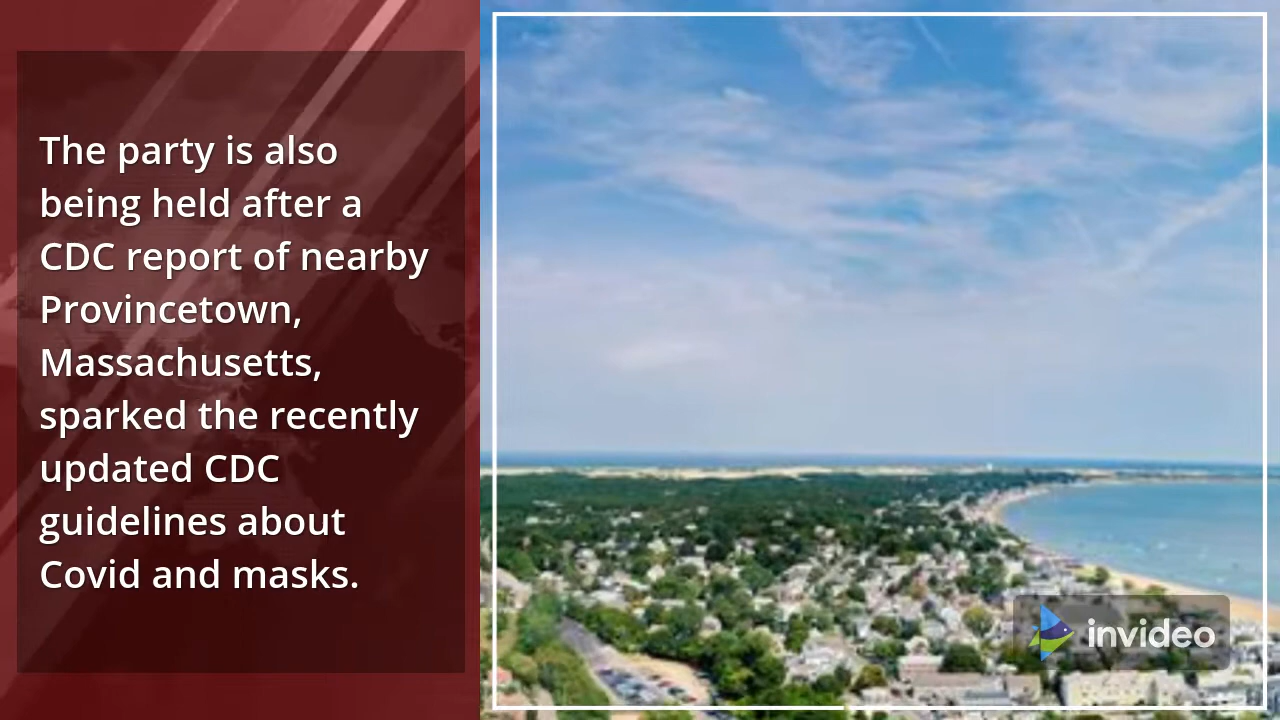 The party is also
being held after a
CDC report of nearby
Provincetown,
Massachusetts,
sparked the recently
updated CDC
guidelines about
Covid and masks.
invideo